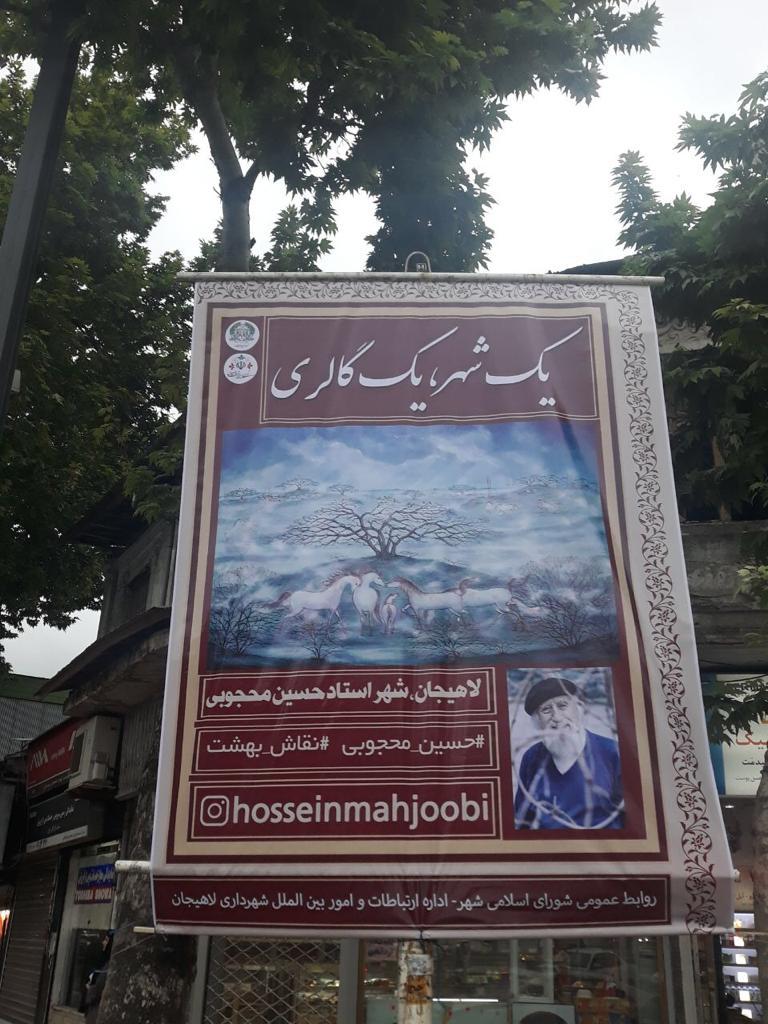 یک شهر، یک گالری
لاهیجان، شهر استاد حسین محجوبی
#حسین_محجوبی #نقاش_بهشت
hosseinmahjoobi
روابط عمومی شورای اسلامی شهر- اداره ارتباطات و امور بین الملل شهرداری لاهیجان